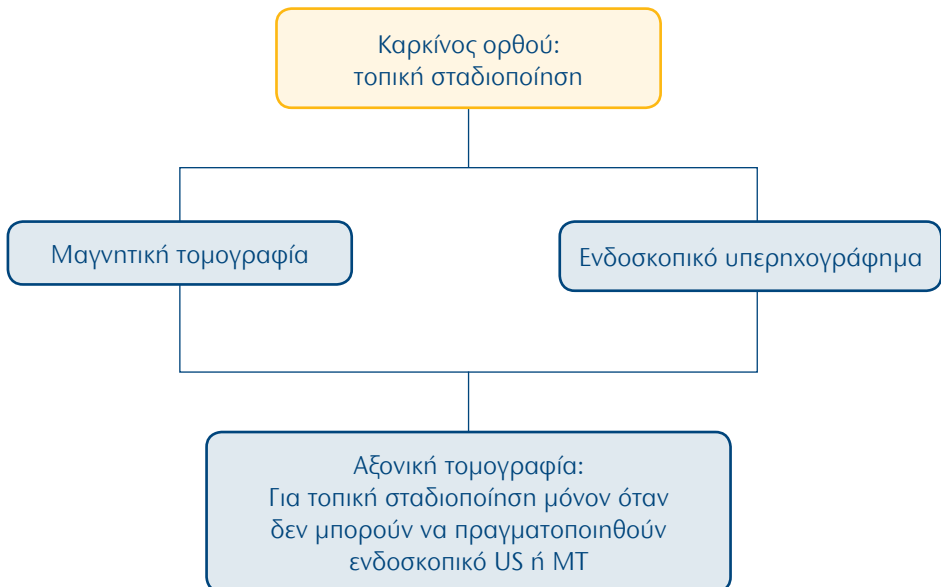 Καρκίνος ορθού:
τοπική σταδιοποίηση
Μαγνητική τομογραφία
Ενδοσκοπικό υπερηχογράφημα
Αξονική τομογραφία:
Για τοπική σταδιοποίηση μόνον όταν
δεν μπορούν να πραγματοποιηθούν
ενδοσκοπικό US ή MT